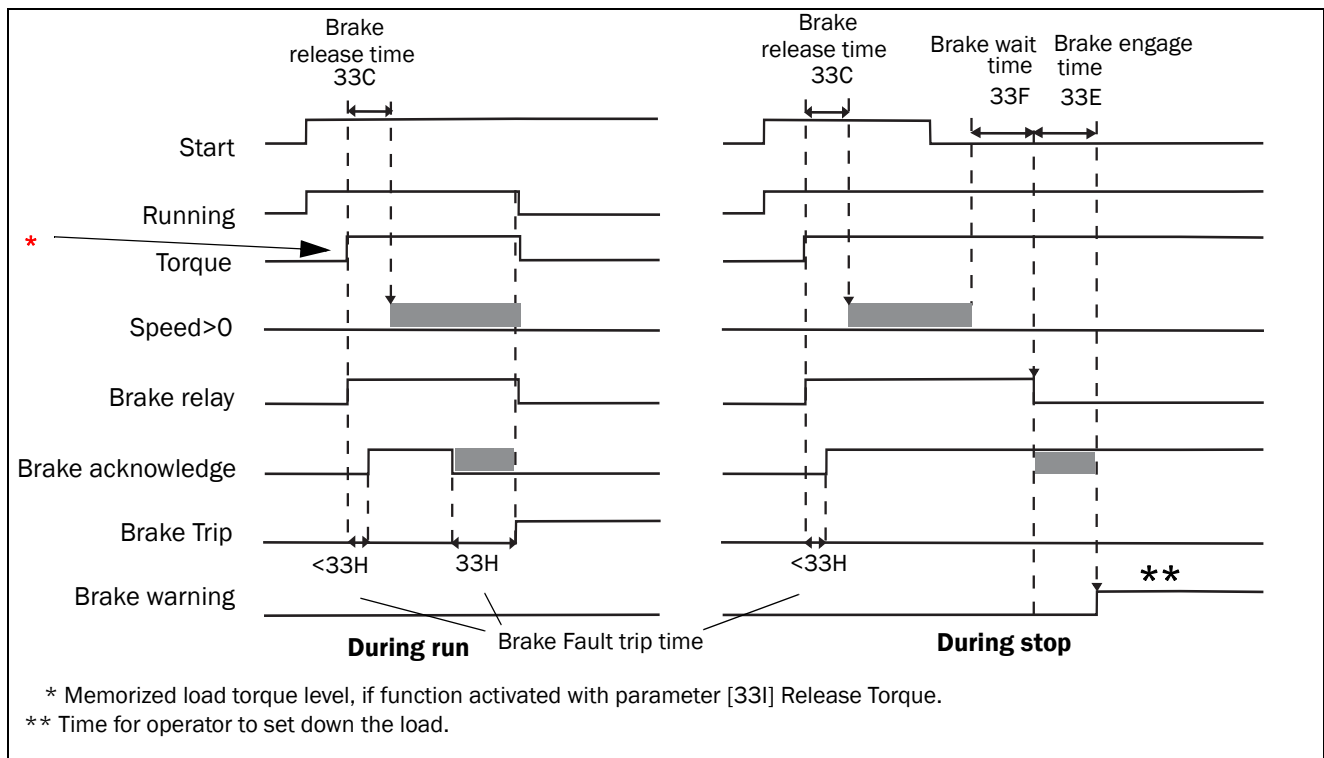 Brake
release time
33C
Brake
release time
33C
Brake wait
time
33F
Brake engage
time
33E
Start
Running
*
Torque
Speed>0
Brake relay
Brake acknowledge
Brake Trip
<33H
33H
<33H
Brake warning
**
During run
Brake Fault trip time
During stop
* Memorized load torque level, if function activated with parameter [33I] Release Torque.
** Time for operator to set down the load.